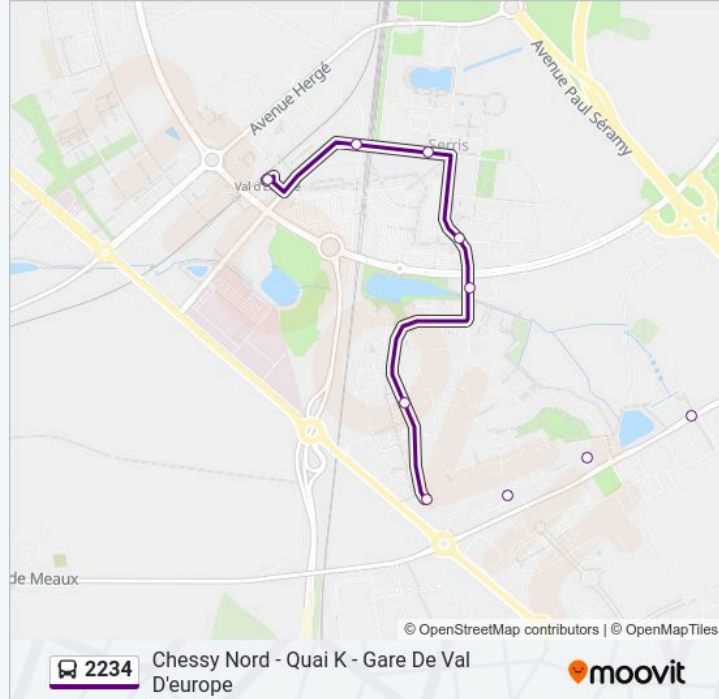 Avenue Hergé
Avenue Paul Séramy
Serris
Val d'E
de Meaux
© OpenStreetMap contributors | © OpenMapTiles
2234
Chessy Nord - Quai K - Gare De Val
D'europe
moovit